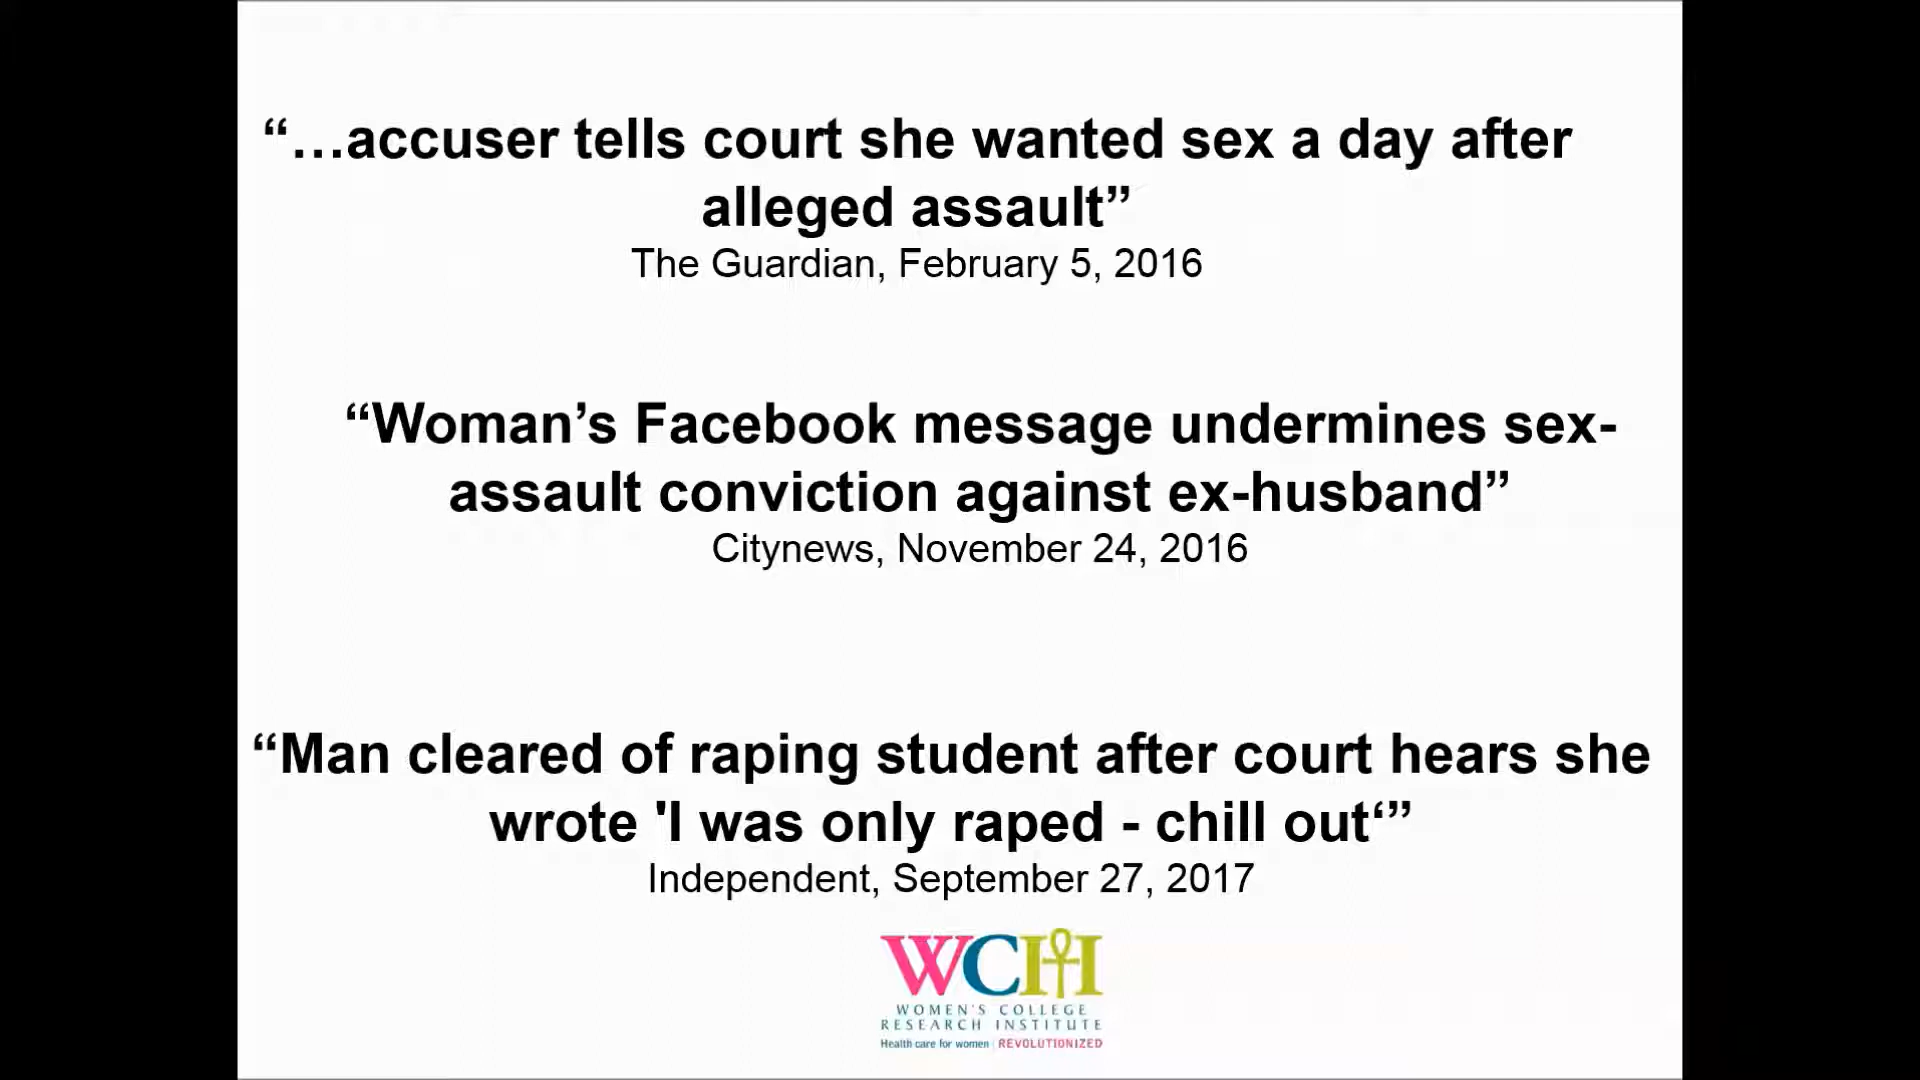 “…accuser tells court she wanted sex a day after
alleged assault”
The Guardian, February 5, 2016
“Woman’s Facebook message undermines sex-
assault conviction against ex-husband”
Citynews, November 24, 2016
“Man cleared of raping student after court hears she
wrote 'I was only raped - chill out‘”
Independent, September 27, 2017
WCH
WOMEN'S COLLEGE
RESEARCH INSTITUTE
Health care for women | REVOLUTIONIZED